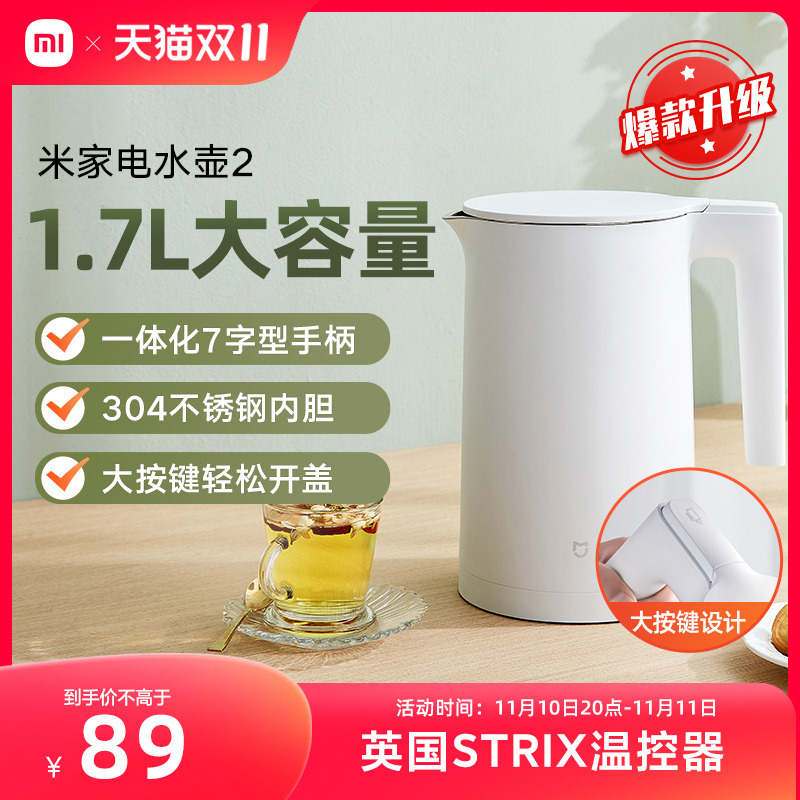 mi × 天猫双11
爆款升级
米家电水壶2
1.7L大容量
一体化7字型手柄
304不锈钢内胆
大按键轻松开盖
大按键设计
到手价不高于
¥89
活动时间：11月10日20点-11月11日
英国STRIX温控器